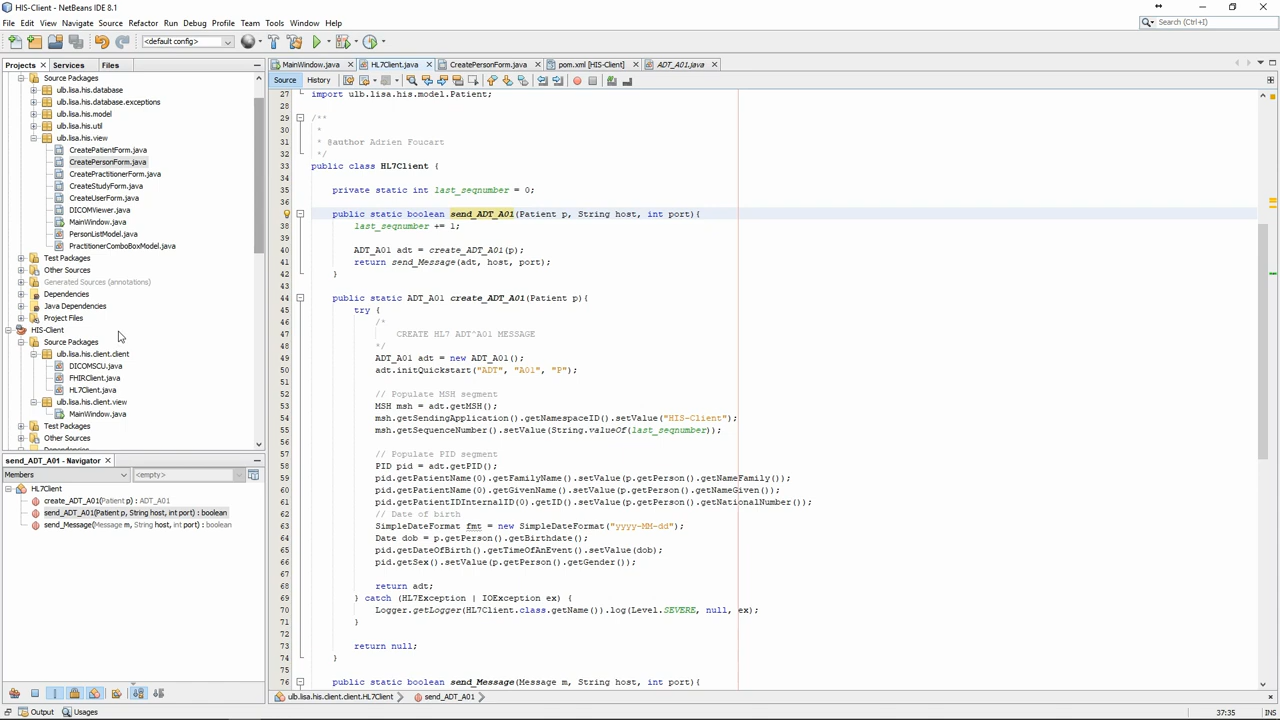 HIS-Client - NetBeans IDE 8.1
File Edit View Navigate Source Refactor Run Debug Profile Team Tools Window Help
Search (Ctrl+I)
<default config>
Projects Services Files
MainWindow.java HL7Client.java CreatePersonForm.java pom.xml [HIS-Client] ADT_A01.java
Source History
Source Packages
ulb.lisa.his.database
ulb.lisa.his.database.exceptions
ulb.lisa.his.model
ulb.lisa.his.util
ulb.lisa.his.view
CreatePatientForm.java
CreatePersonForm.java
CreatePractitionerForm.java
CreateStudyForm.java
CreateUserForm.java
DICOMViewer.java
MainWindow.java
PersonListModel.java
PractitionerComboBoxModel.java
Test Packages
Other Sources
Generated Sources (annotations)
Dependencies
Java Dependencies
Project Files
HIS-Client
Source Packages
ulb.lisa.his.client.client
DICOMSCU.java
FHIRClient.java
HL7Client.java
ulb.lisa.his.client.view
MainWindow.java
Test Packages
Other Sources
Dependencies
send_ADT_A01 - Navigator
Members <empty>
HL7Client
create_ADT_A01(Patient p) : ADT_A01
send_ADT_A01(Patient p, String host, int port) : boolean
send_Message(Message m, String host, int port) : boolean
27 import ulb.lisa.his.model.Patient;
28
29 /**
30 *
31 * @author Adrien Foucart
32 */
33 public class HL7Client {
34
35 private static int last_seqnumber = 0;
36
public static boolean send_ADT_A01(Patient p, String host, int port){
38 last_seqnumber += 1;
39
40 ADT_A01 adt = create_ADT_A01(p);
41 return send_Message(adt, host, port);
42 }
43
44 public static ADT_A01 create_ADT_A01(Patient p){
45 try {
46 /*
47 CREATE HL7 ADT^A01 MESSAGE
48 */
49 ADT_A01 adt = new ADT_A01();
50 adt.initQuickstart("ADT", "A01", "P");
51
52 // Populate MSH segment
53 MSH msh = adt.getMSH();
54 msh.getSendingApplication().getNamespaceID().setValue("HIS-Client");
55 msh.getSequenceNumber().setValue(String.valueOf(last_seqnumber));
56
57 // Populate PID segment
58 PID pid = adt.getPID();
59 pid.getPatientName(0).getFamilyName().setValue(p.getPerson().getNameFamily());
60 pid.getPatientName(0).getGivenName().setValue(p.getPerson().getNameGiven());
61 pid.getPatientIDInternalID(0).getID().setValue(p.getPerson().getNationalNumber());
62 // Date of birth
63 SimpleDateFormat fmt = new SimpleDateFormat("yyyy-MM-dd");
64 Date dob = p.getPerson().getBirthdate();
65 pid.getDateOfBirth().getTimeOfAnEvent().setValue(dob);
66 pid.getSex().setValue(p.getPerson().getGender());
67
68 return adt;
69 } catch (HL7Exception | IOException ex) {
70 Logger.getLogger(HL7Client.class.getName()).log(Level.SEVERE, null, ex);
71 }
72
73 return null;
74 }
75
76 public static boolean send_Message(Message m, String host, int port){
ulb.lisa.his.client.client.HL7Client send_ADT_A01
Output Usages
37:35 INS